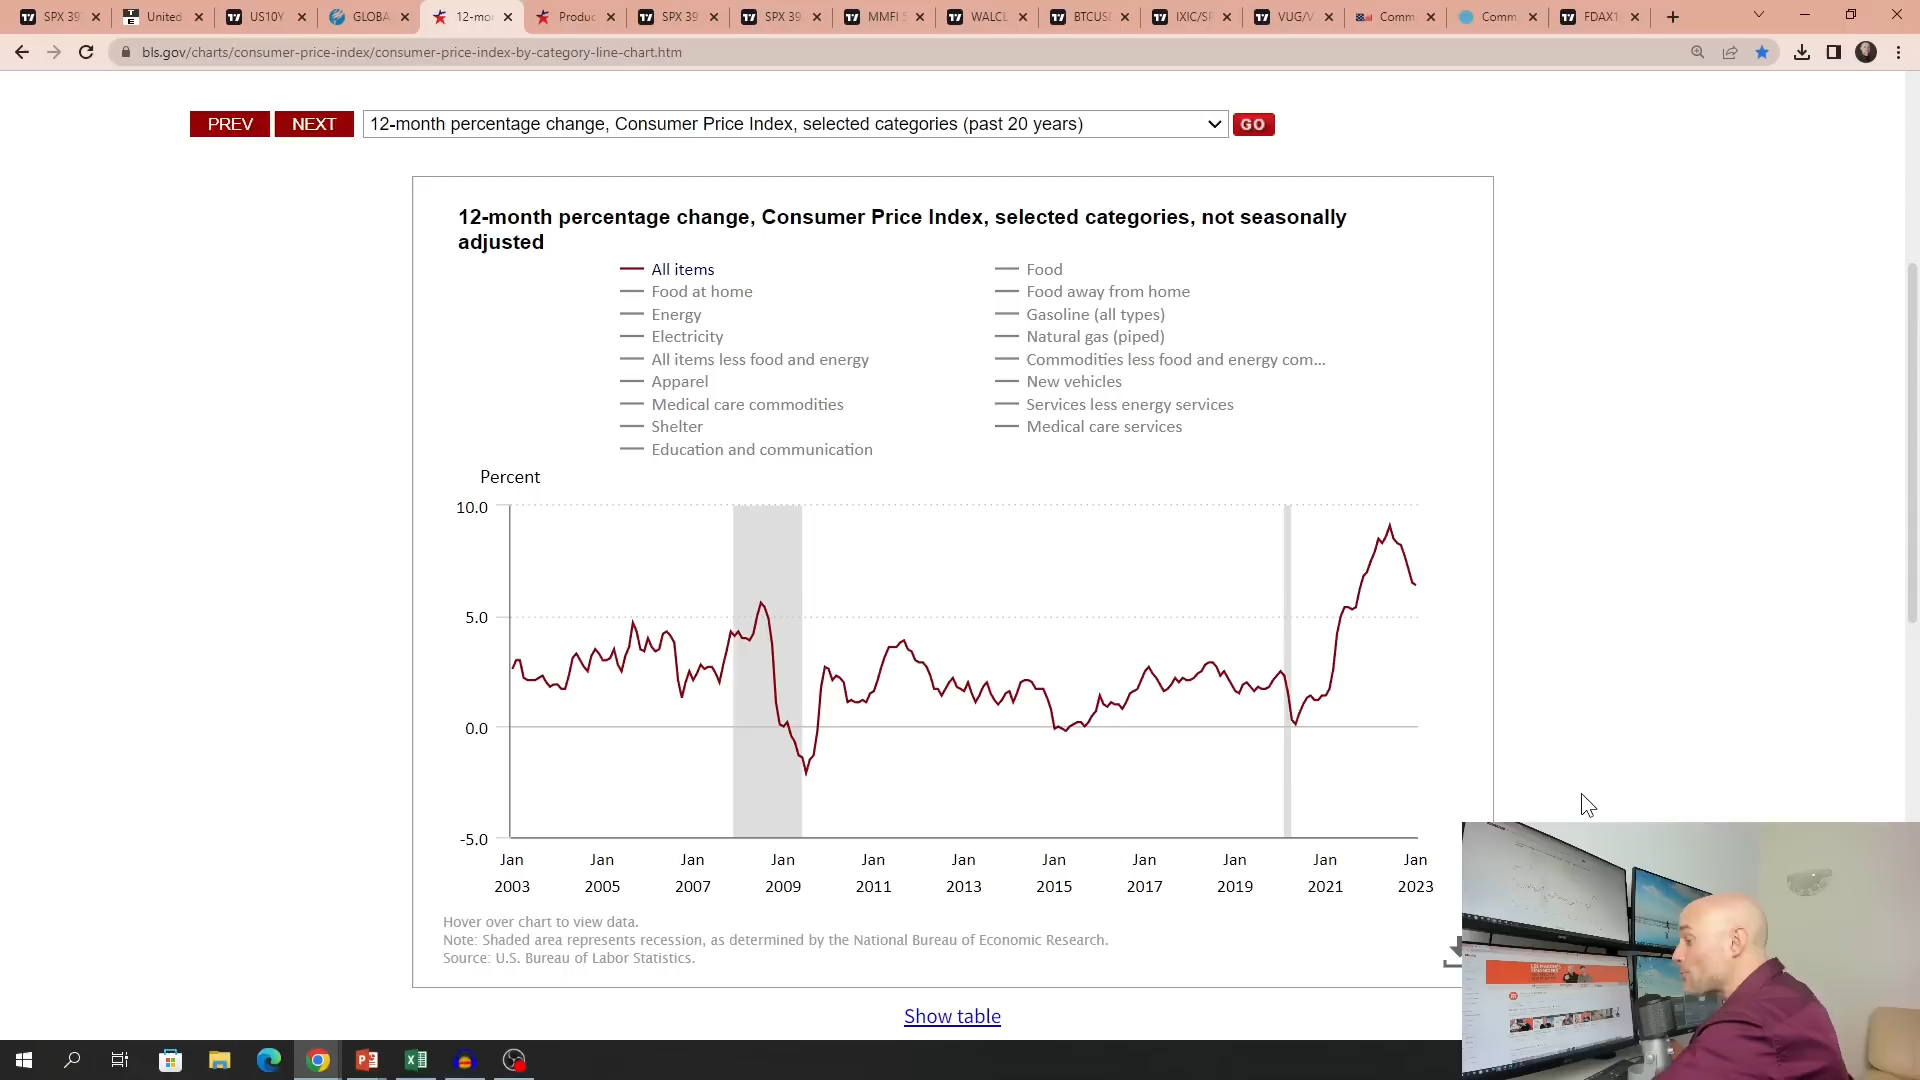 SPX 39
United
US10Y
GLOBA
12-mo
Produc
SPX 39
SPX 39
MMFI
WALCL
BTCUS
IXIC/SP
VUG/V
Comm
Comm
FDAX1
bls.gov/charts/consumer-price-index/consumer-price-index-by-category-line-chart.htm
PREV
NEXT
12-month percentage change, Consumer Price Index, selected categories (past 20 years)
GO
12-month percentage change, Consumer Price Index, selected categories, not seasonally
adjusted
All items
Food
Food at home
Food away from home
Energy
Gasoline (all types)
Electricity
Natural gas (piped)
All items less food and energy
Commodities less food and energy com...
Apparel
New vehicles
Medical care commodities
Services less energy services
Shelter
Medical care services
Education and communication
Percent
10.0
5.0
0.0
-5.0
Jan Jan Jan Jan Jan Jan Jan Jan Jan Jan Jan
2003 2005 2007 2009 2011 2013 2015 2017 2019 2021 2023
Hover over chart to view data.
Note: Shaded area represents recession, as determined by the National Bureau of Economic Research.
Source: U.S. Bureau of Labor Statistics.
Show table